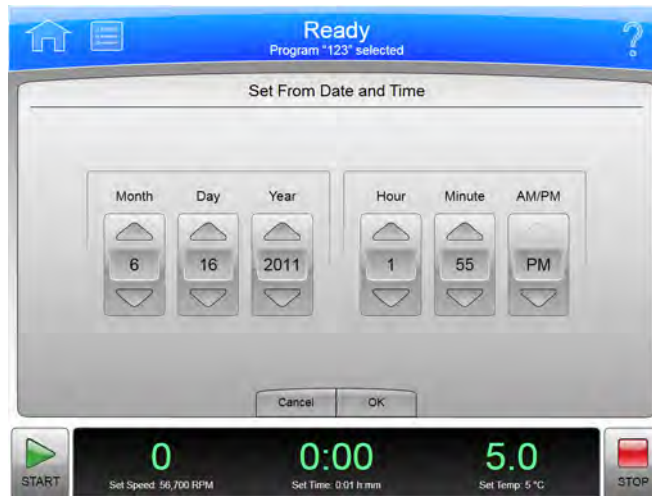 Ready
Program "123" selected
?
Set From Date and Time
Month Day Year Hour Minute AM/PM
6 16 2011 1 55 PM
Cancel OK
0 0:00 5.0
START Set Speed: 56,700 RPM Set Time: 0:01 h:mm Set Temp: 5 °C STOP